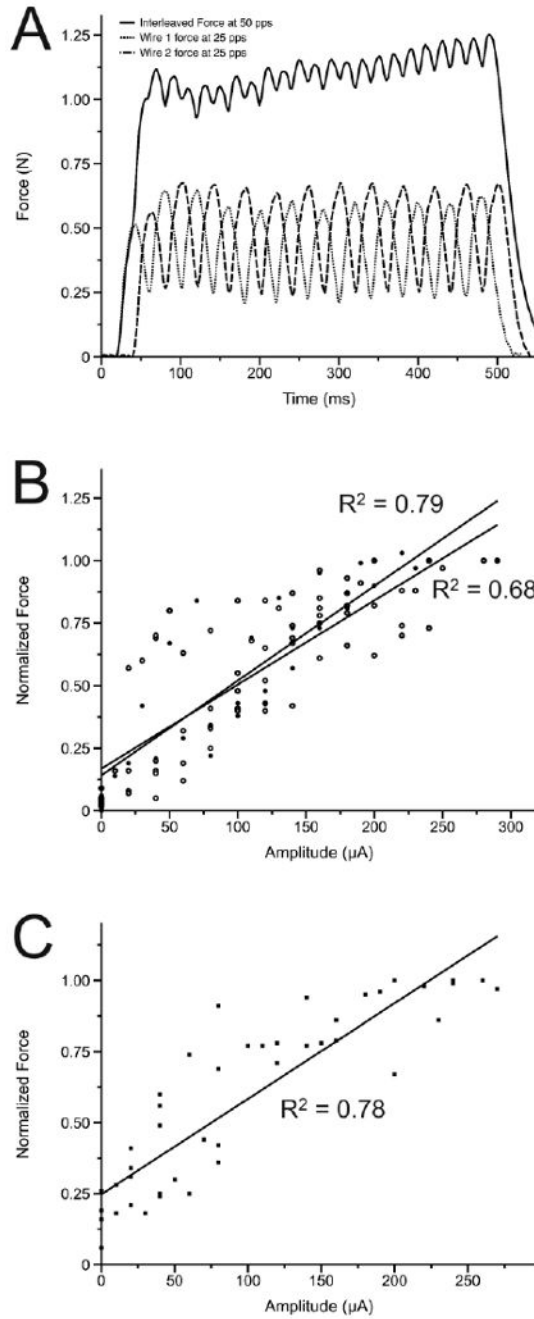 A
Interleaved Force at 50 pps
Wire 1 force at 25 pps
Wire 2 force at 25 pps
1.25
1.00
0.75
0.50
0.25
0
Force (N)
0 100 200 300 400 500
Time (ms)
B
1.25
1.00
0.75
0.50
0.25
0
Normalized Force
R² = 0.79
R² = 0.68
0 50 100 150 200 250 300
Amplitude (µA)
C
1.00
0.75
0.50
0.25
0
Normalized Force
R² = 0.78
0 50 100 150 200 250
Amplitude (µA)